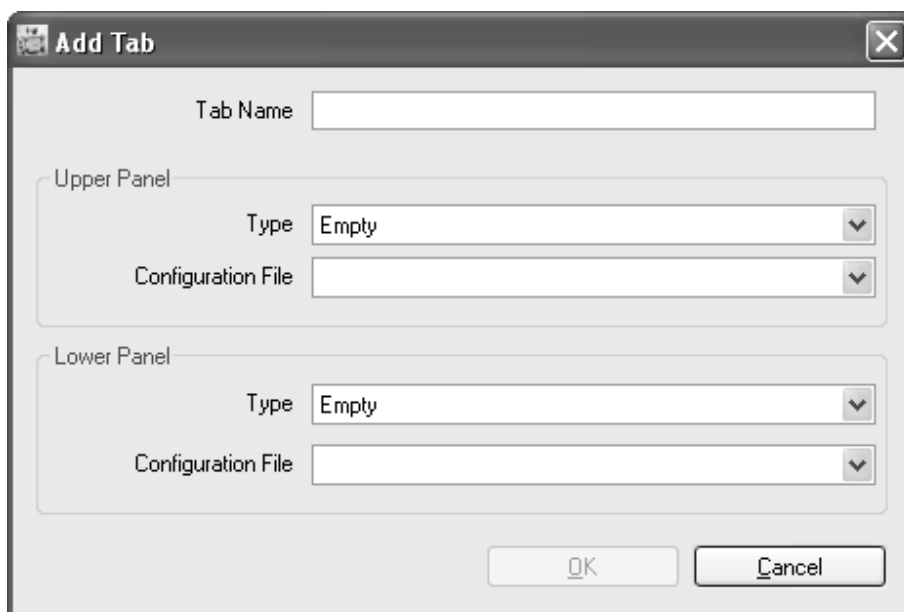 Add Tab
Tab Name
Upper Panel
Type Empty
Configuration File
Lower Panel
Type Empty
Configuration File
OK Cancel